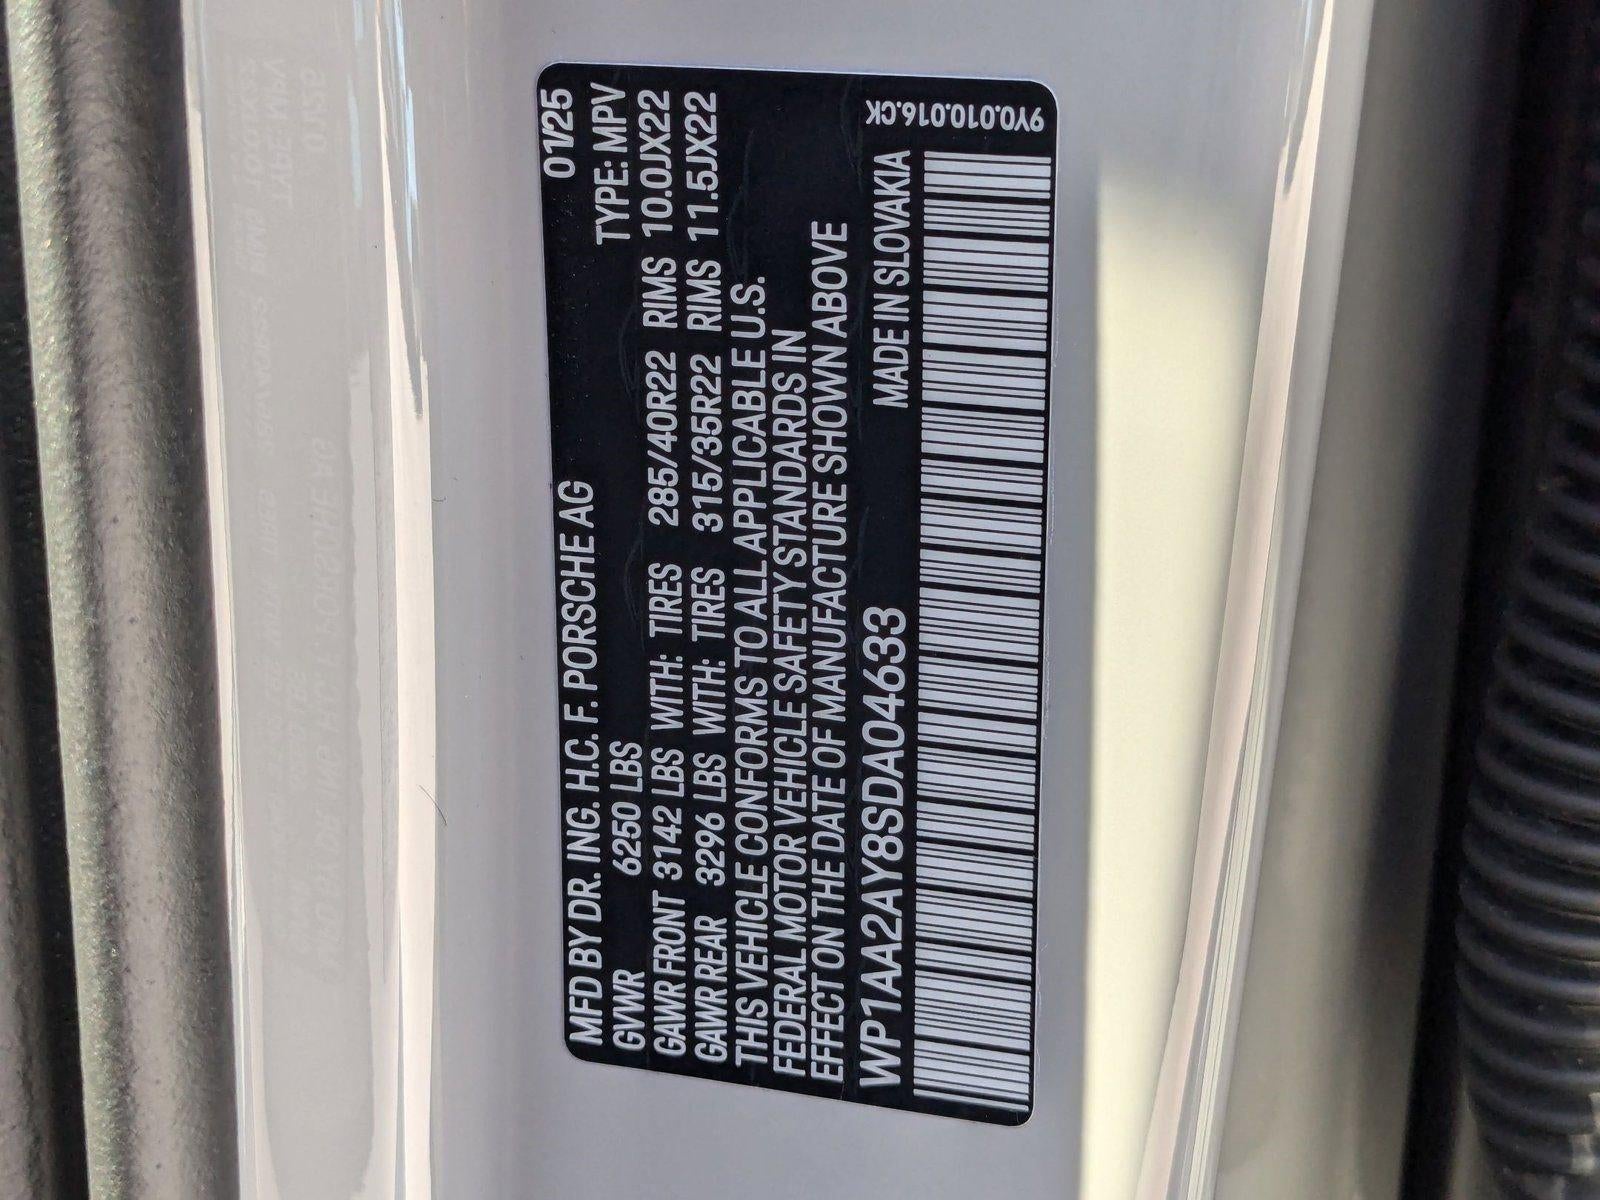 MFD BY DR. ING. H.C. F. PORSCHE AG 01/25
GVWR 6250 LBS TYPE: MPV
GAWR FRONT 3142 LBS WITH: TIRES 285/40R22 RIMS 10.0JX22
GAWR REAR 3296 LBS WITH: TIRES 315/35R22 RIMS 11.5JX22
THIS VEHICLE CONFORMS TO ALL APPLICABLE U.S.
FEDERAL MOTOR VEHICLE SAFETY STANDARDS IN
EFFECT ON THE DATE OF MANUFACTURE SHOWN ABOVE
WP1AA2AY8SDA04633 MADE IN SLOVAKIA
9Y0.010.016.CK